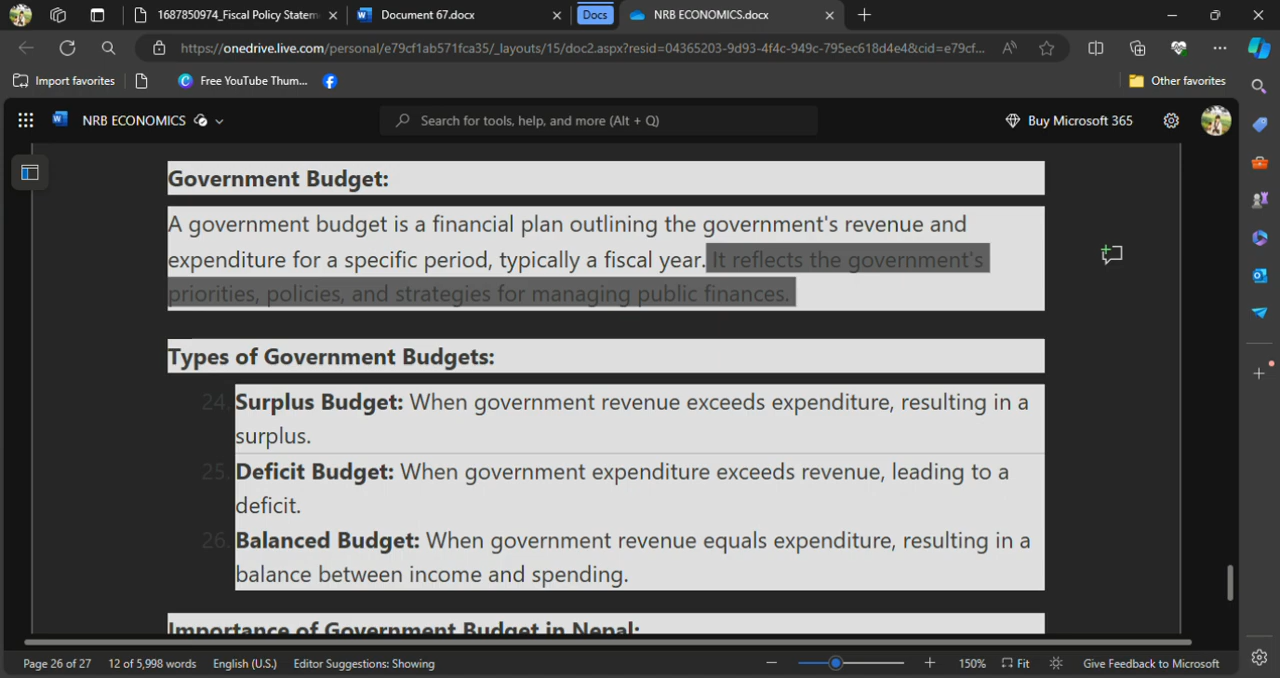 1687850974_Fiscal Policy Statem
Document 67.docx
Docs
NRB ECONOMICS.docx
https://onedrive.live.com/personal/e79cf1ab571fca35/_layouts/15/doc2.aspx?resid=04365203-9d93-4f4c-949c-795ec618d4e4&cid=e79cf...
Import favorites
Free YouTube Thum...
Other favorites
NRB ECONOMICS
Search for tools, help, and more (Alt + Q)
Buy Microsoft 365
Government Budget:
A government budget is a financial plan outlining the government's revenue and
expenditure for a specific period, typically a fiscal year. It reflects the government's
priorities, policies, and strategies for managing public finances.
Types of Government Budgets:
24. Surplus Budget: When government revenue exceeds expenditure, resulting in a
surplus.
25. Deficit Budget: When government expenditure exceeds revenue, leading to a
deficit.
26. Balanced Budget: When government revenue equals expenditure, resulting in a
balance between income and spending.
Importance of Government Budget in Nepal:
Page 26 of 27
12 of 5,998 words
English (U.S.)
Editor Suggestions: Showing
150%
Fit
Give Feedback to Microsoft